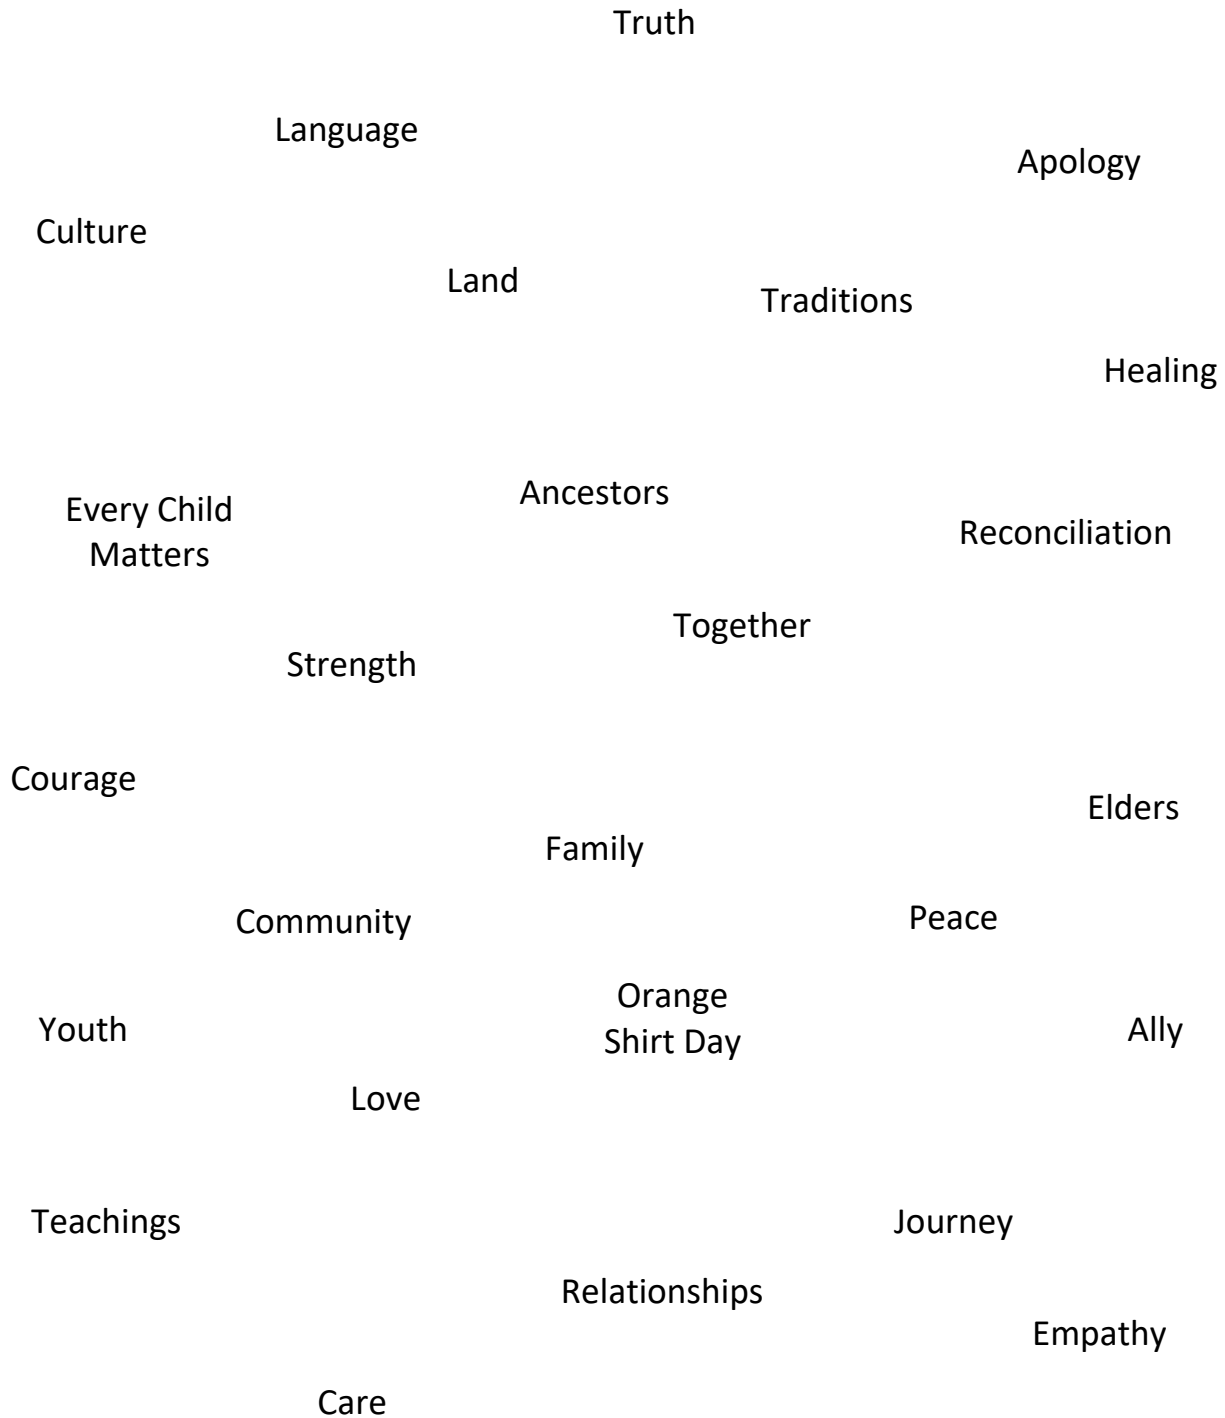 Truth
Language
Apology
Culture
Land
Traditions
Healing
Ancestors
Every Child
Matters
Reconciliation
Together
Strength
Courage
Elders
Family
Community
Peace
Orange
Shirt Day
Youth
Ally
Love
Teachings
Journey
Relationships
Empathy
Care